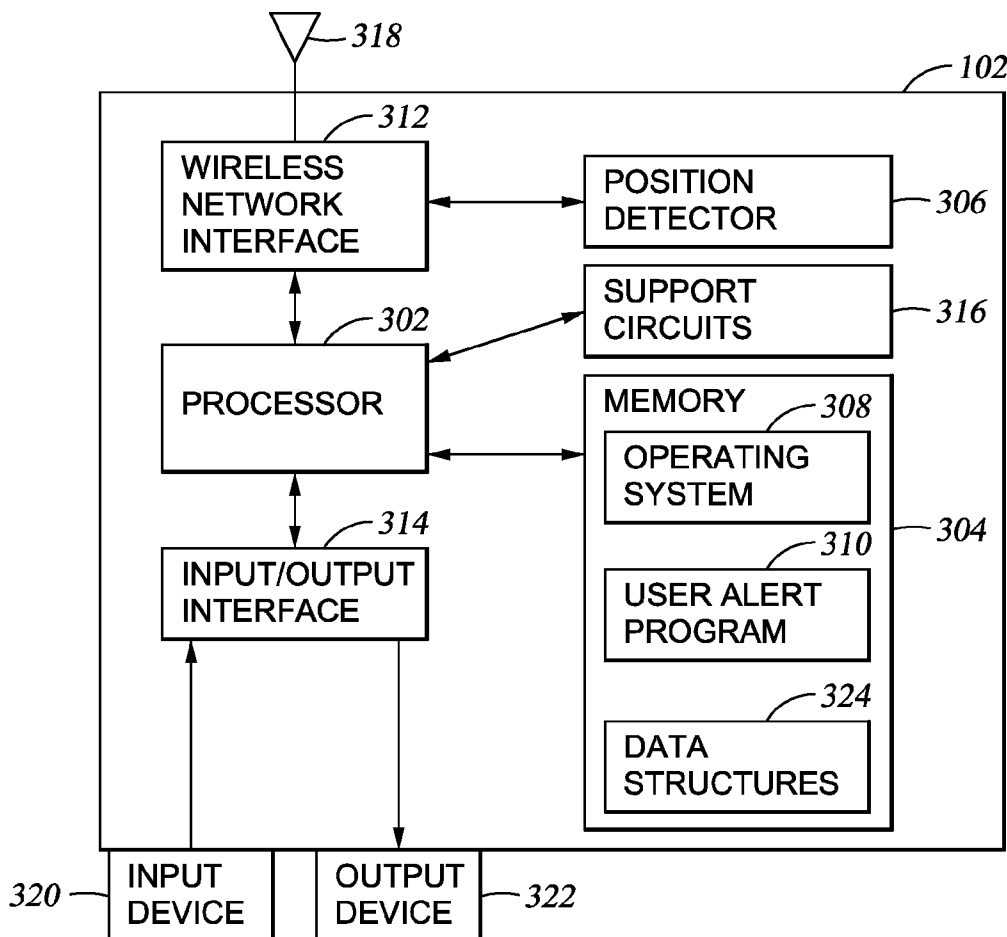 318
102
312
WIRELESS
NETWORK
INTERFACE
POSITION
DETECTOR
306
SUPPORT
CIRCUITS
316
302
PROCESSOR
MEMORY
308
OPERATING
SYSTEM
304
310
USER ALERT
PROGRAM
314
INPUT/OUTPUT
INTERFACE
324
DATA
STRUCTURES
320
INPUT
DEVICE
OUTPUT
DEVICE
322